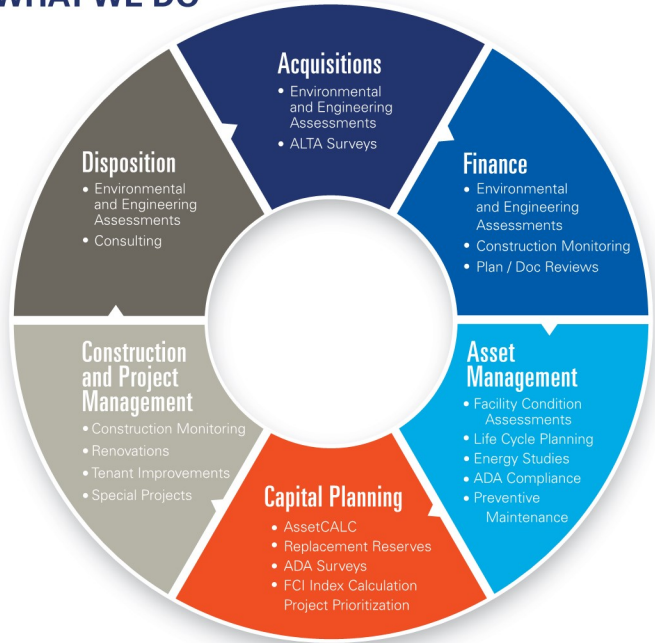 WHAT WE DO
Acquisitions
• Environmental
and Engineering
Assessments
• ALTA Surveys
Finance
• Environmental
and Engineering
Assessments
• Construction Monitoring
• Plan / Doc Reviews
Asset
Management
• Facility Condition
Assessments
• Life Cycle Planning
• Energy Studies
• ADA Compliance
• Preventive
Maintenance
Capital Planning
• AssetCALC
• Replacement Reserves
• ADA Surveys
• FCI Index Calculation
Project Prioritization
Construction
and Project
Management
• Construction Monitoring
• Renovations
• Tenant Improvements
• Special Projects
Disposition
• Environmental
and Engineering
Assessments
• Consulting